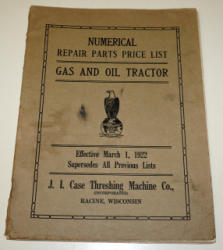 NUMERICAL
REPAIR PARTS PRICE LIST
GAS AND OIL TRACTOR
Effective March 1, 1922
Supersedes All Previous Lists
J. I. Case Threshing Machine Co.,
(INCORPORATED)
RACINE, WISCONSIN